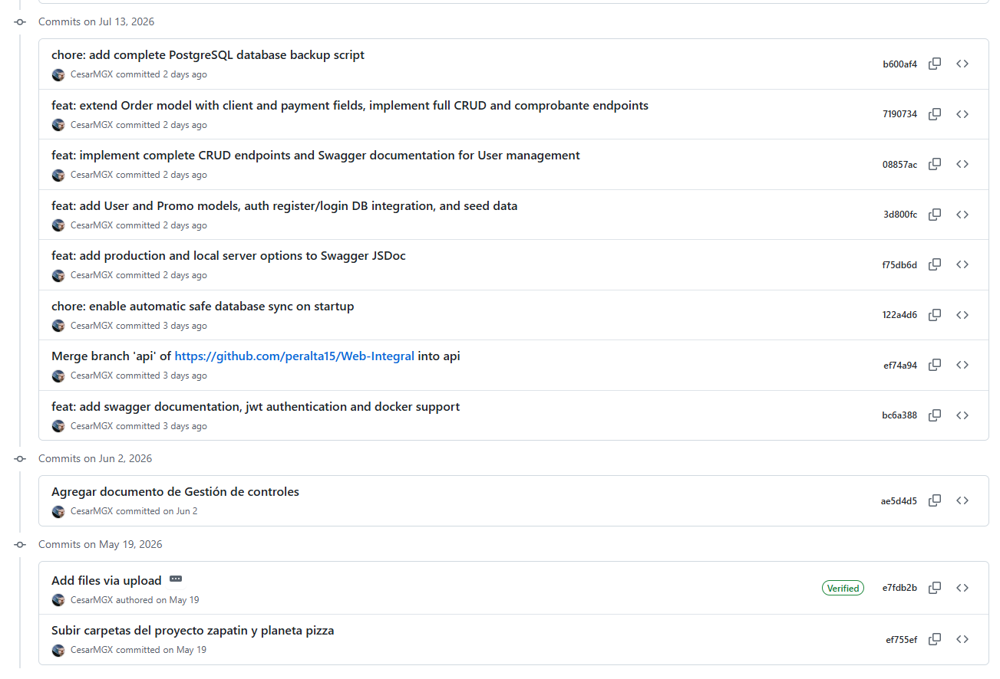 Commits on Jul 13, 2026
chore: add complete PostgreSQL database backup script
CesarMGX committed 2 days ago
b600af4
feat: extend Order model with client and payment fields, implement full CRUD and comprobante endpoints
CesarMGX committed 2 days ago
7190734
feat: implement complete CRUD endpoints and Swagger documentation for User management
CesarMGX committed 2 days ago
08857ac
feat: add User and Promo models, auth register/login DB integration, and seed data
CesarMGX committed 2 days ago
3d800fc
feat: add production and local server options to Swagger JSDoc
CesarMGX committed 2 days ago
f75db6d
chore: enable automatic safe database sync on startup
CesarMGX committed 3 days ago
122a4d6
Merge branch 'api' of https://github.com/peralta15/Web-Integral into api
CesarMGX committed 3 days ago
ef74a94
feat: add swagger documentation, jwt authentication and docker support
CesarMGX committed 3 days ago
bc6a388
Commits on Jun 2, 2026
Agregar documento de Gestión de controles
CesarMGX committed on Jun 2
ae5d4d5
Commits on May 19, 2026
Add files via upload
CesarMGX authored on May 19
Verified
e7fdb2b
Subir carpetas del proyecto zapatin y planeta pizza
CesarMGX committed on May 19
ef755ef